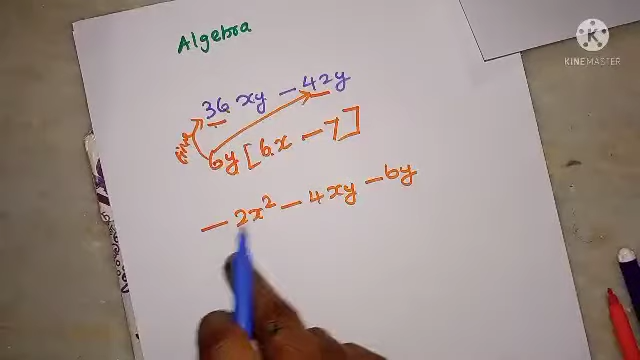 Algebra
36 xy - 42y
6y [6x - 7]
- 2x² - 4xy - 6y
K
KINEMASTER